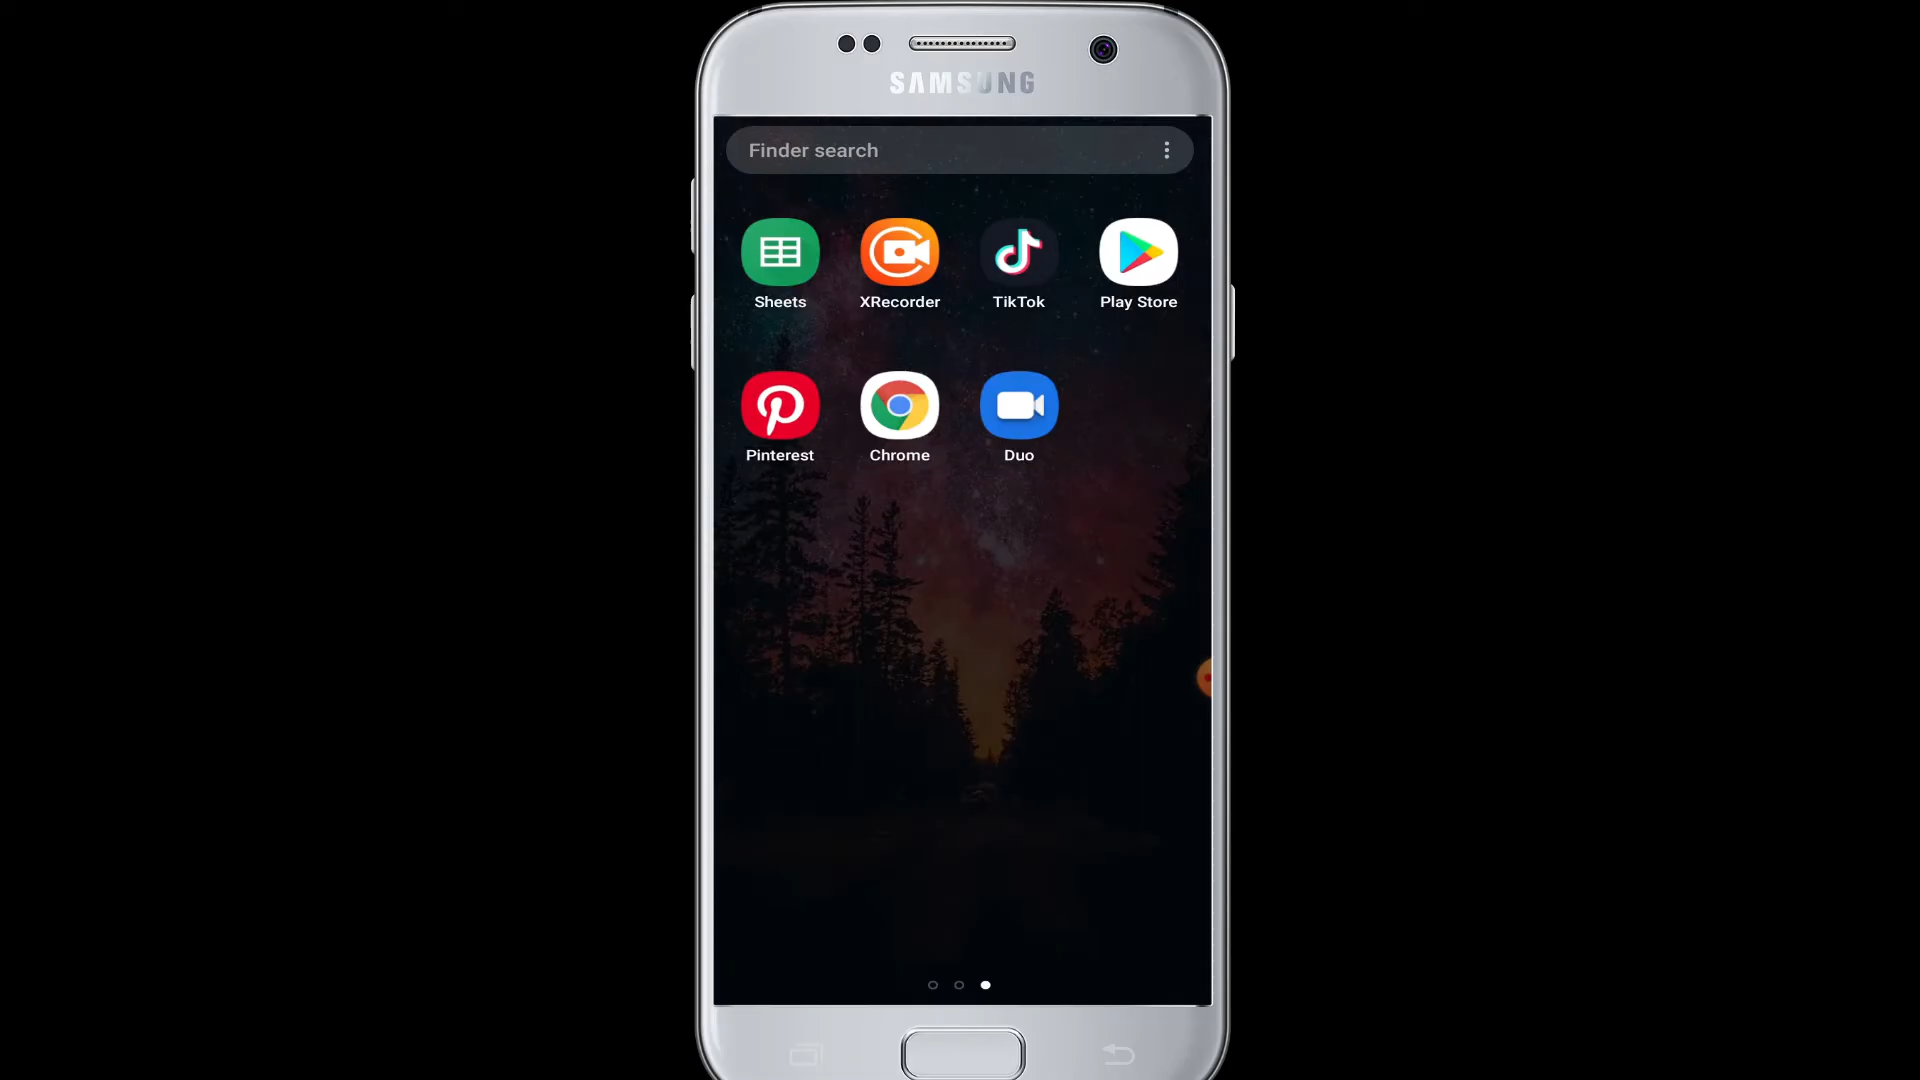 SAMSUNG
Finder search
Sheets XRecorder TikTok Play Store
Pinterest Chrome Duo